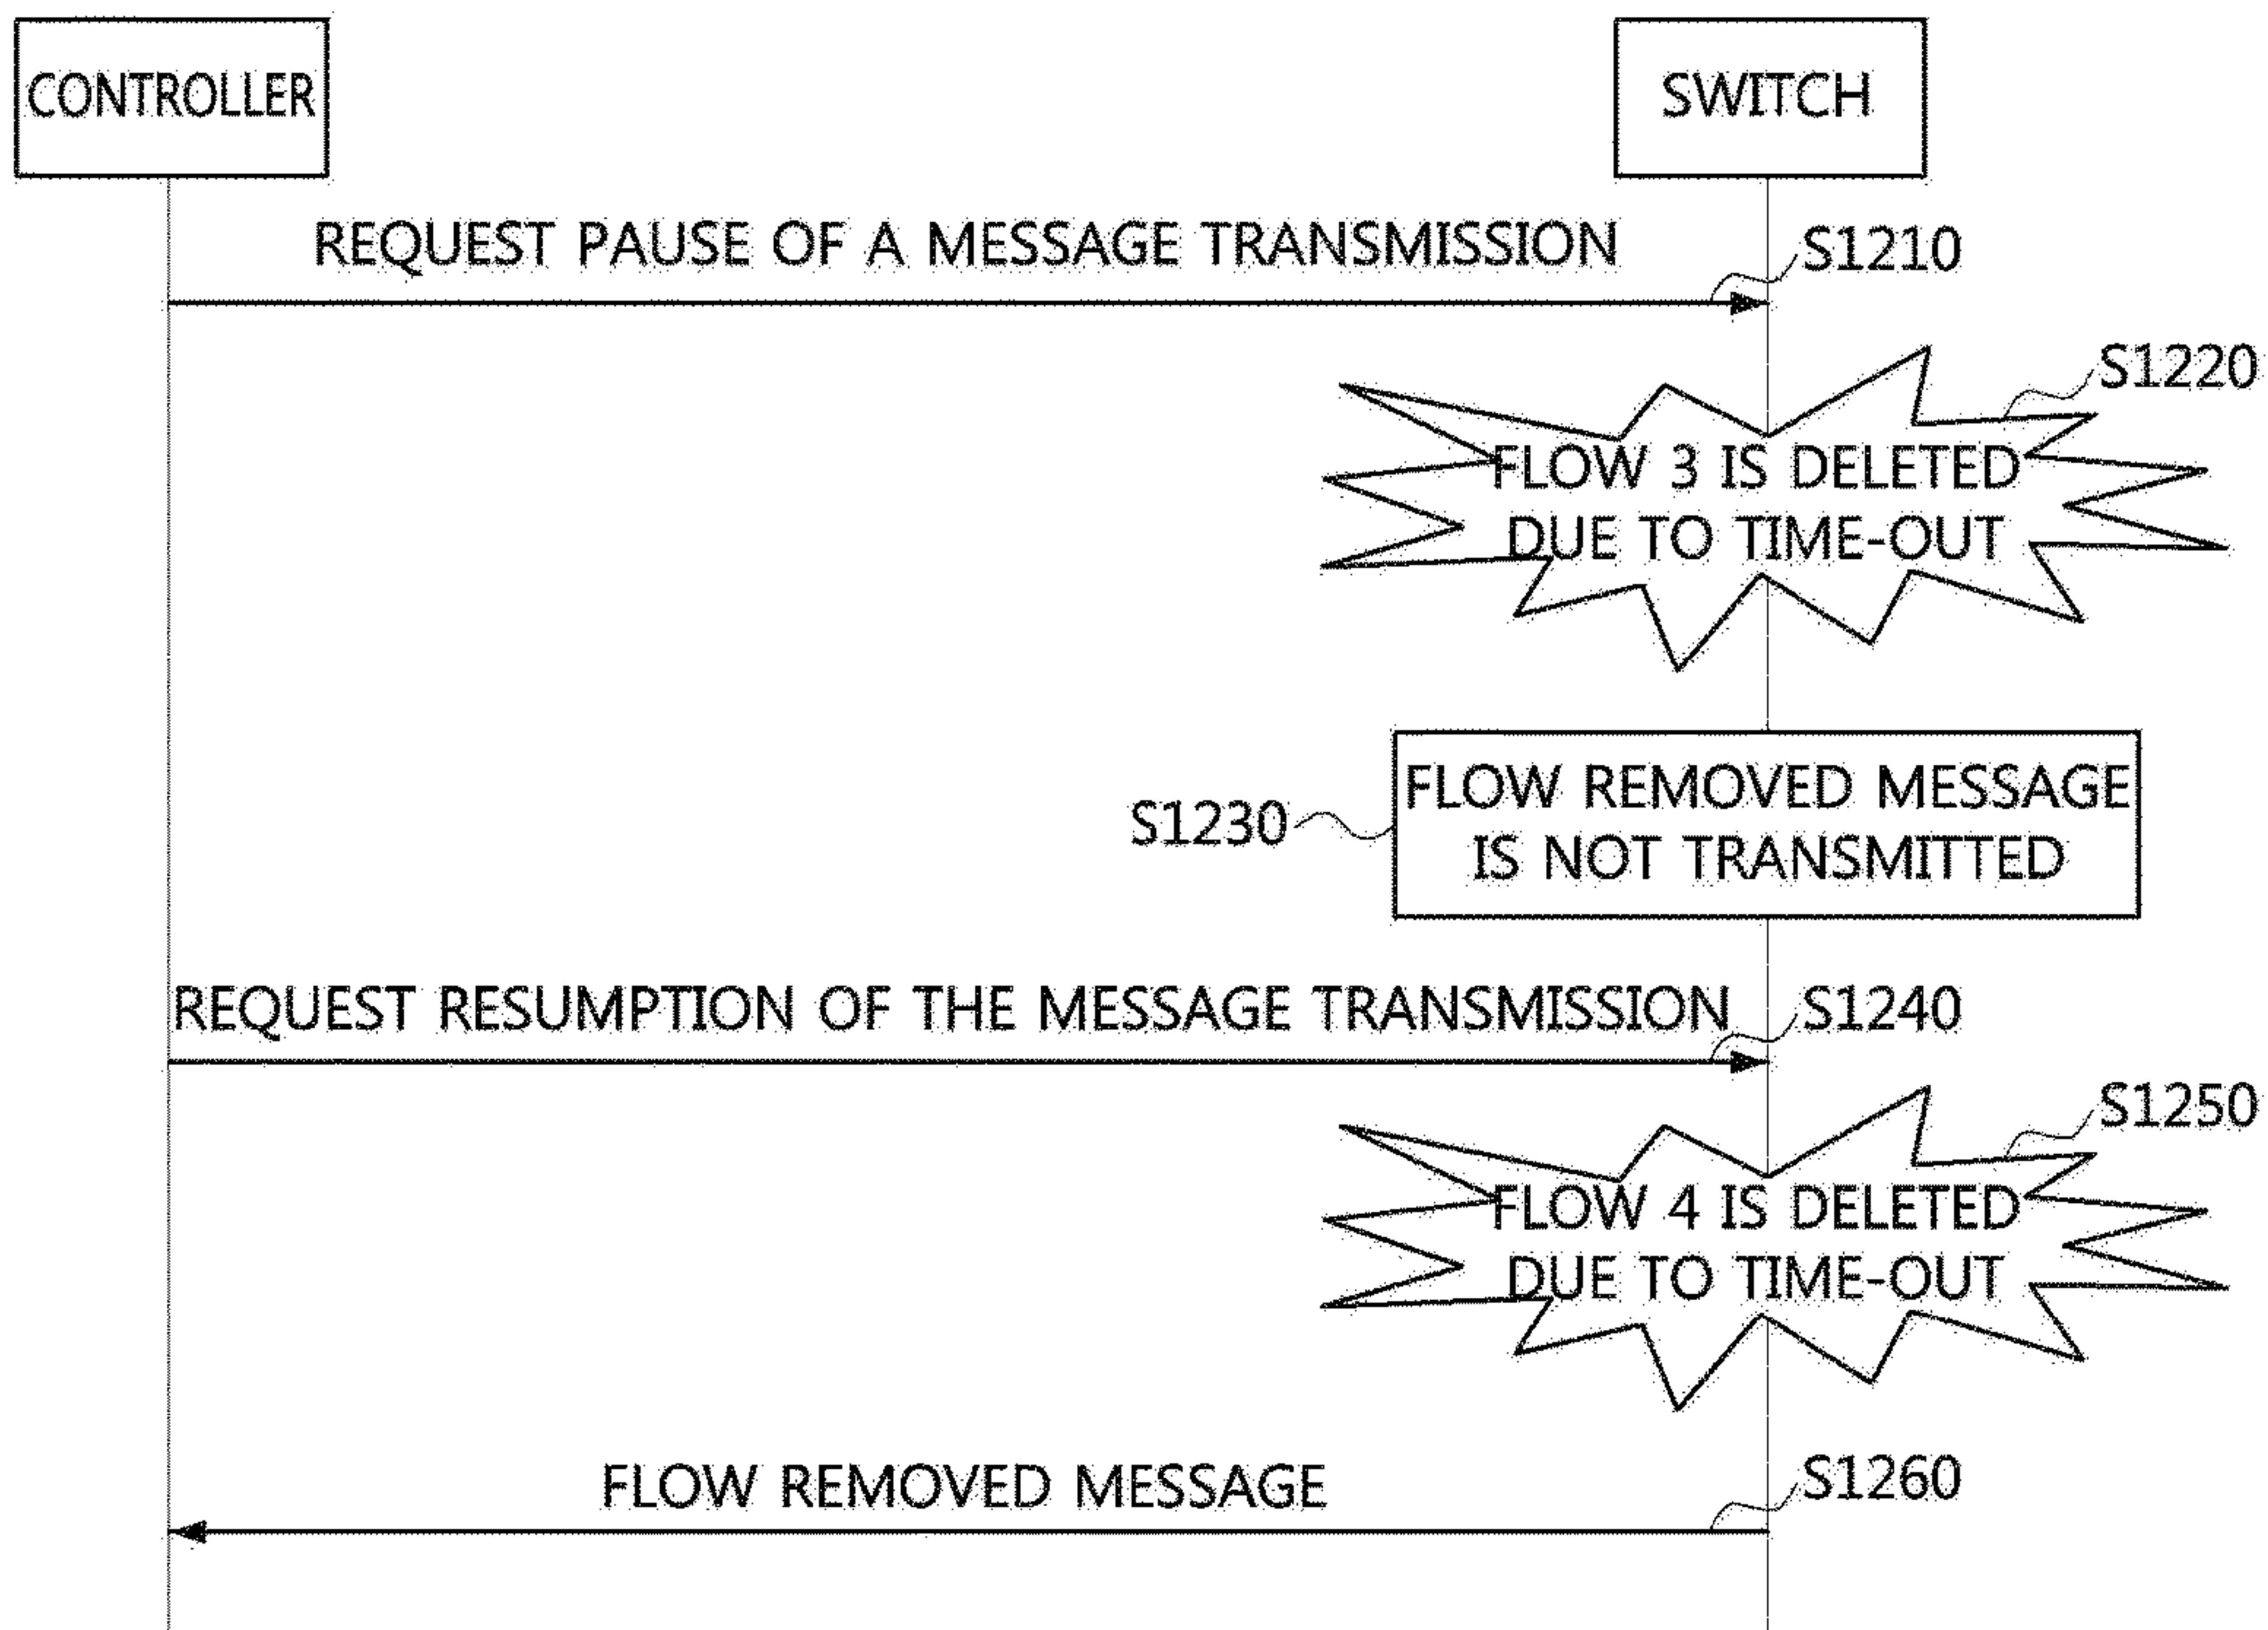 CONTROLLER
SWITCH
REQUEST PAUSE OF A MESSAGE TRANSMISSION
S1210
S1220
FLOW 3 IS DELETED
DUE TO TIME-OUT
FLOW REMOVED MESSAGE
IS NOT TRANSMITTED
S1230
REQUEST RESUMPTION OF THE MESSAGE TRANSMISSION
S1240
S1250
FLOW 4 IS DELETED
DUE TO TIME-OUT
FLOW REMOVED MESSAGE
S1260